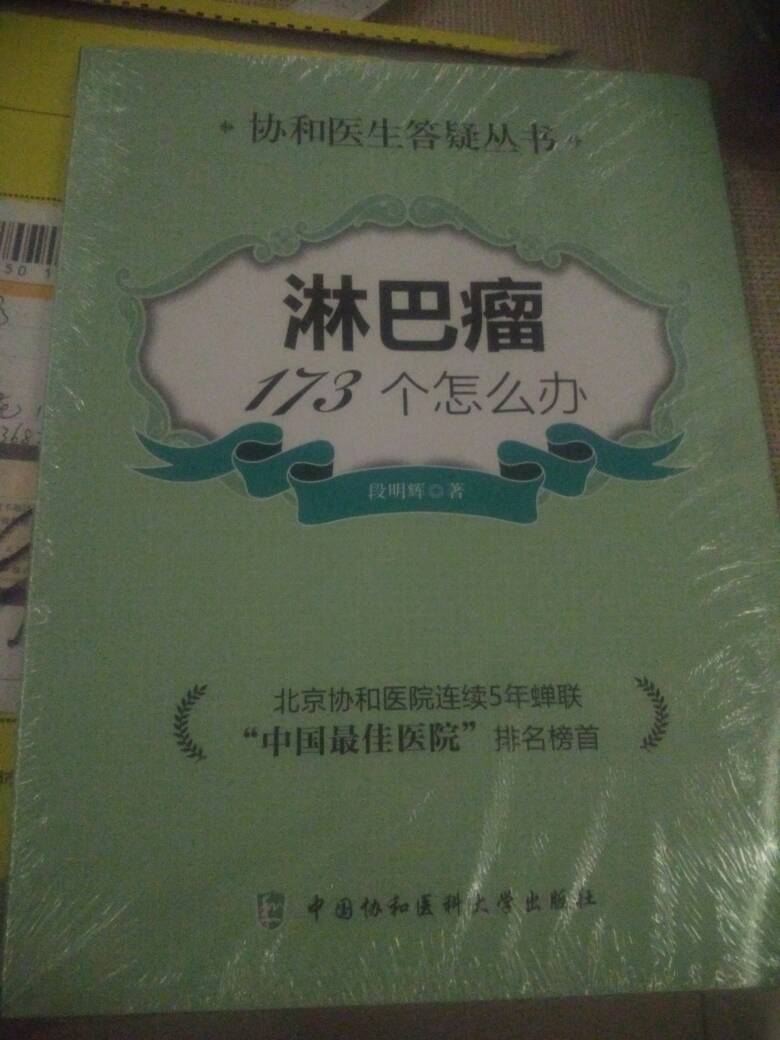 协和医生答疑丛书
淋巴瘤
173个怎么办
段明辉◎著
北京协和医院连续5年蝉联
“中国最佳医院”排名榜首
中国协和医科大学出版社
50 1